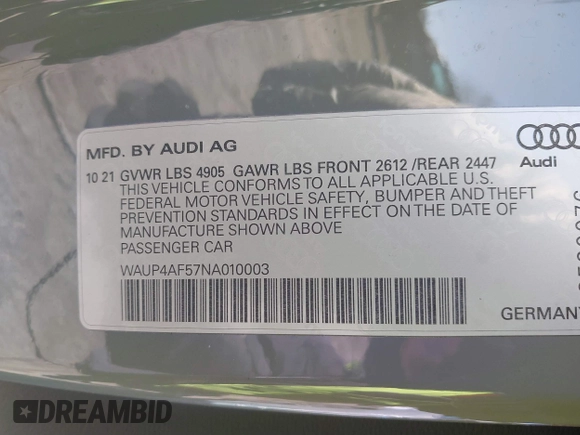 MFD. BY AUDI AG
10 21 GVWR LBS 4905 GAWR LBS FRONT 2612 /REAR 2447
THIS VEHICLE CONFORMS TO ALL APPLICABLE U.S.
FEDERAL MOTOR VEHICLE SAFETY, BUMPER AND THEFT
PREVENTION STANDARDS IN EFFECT ON THE DATE OF
MANUFACTURE SHOWN ABOVE
PASSENGER CAR
WAUP4AF57NA010003
Audi
GERMANY
DREAMBID